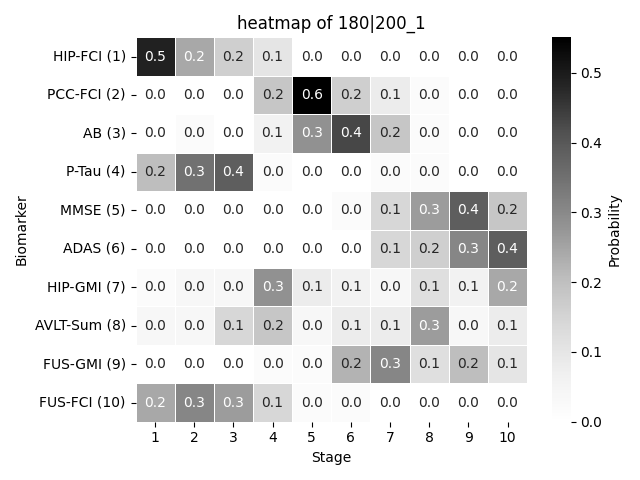 heatmap of 180|200_1
HIP-FCI (1) 0.5 0.2 0.2 0.1 0.0 0.0 0.0 0.0 0.0 0.0
PCC-FCI (2) 0.0 0.0 0.0 0.2 0.6 0.2 0.1 0.0 0.0 0.0
AB (3) 0.0 0.0 0.0 0.1 0.3 0.4 0.2 0.0 0.0 0.0
P-Tau (4) 0.2 0.3 0.4 0.0 0.0 0.0 0.0 0.0 0.0 0.0
MMSE (5) 0.0 0.0 0.0 0.0 0.0 0.0 0.1 0.3 0.4 0.2
ADAS (6) 0.0 0.0 0.0 0.0 0.0 0.0 0.1 0.2 0.3 0.4
HIP-GMI (7) 0.0 0.0 0.0 0.3 0.1 0.1 0.0 0.1 0.1 0.2
AVLT-Sum (8) 0.0 0.0 0.1 0.2 0.0 0.1 0.1 0.3 0.0 0.1
FUS-GMI (9) 0.0 0.0 0.0 0.0 0.0 0.2 0.3 0.1 0.2 0.1
FUS-FCI (10) 0.2 0.3 0.3 0.1 0.0 0.0 0.0 0.0 0.0 0.0
1 2 3 4 5 6 7 8 9 10
Stage
Biomarker
0.5
0.4
0.3
0.2
0.1
0.0
Probability